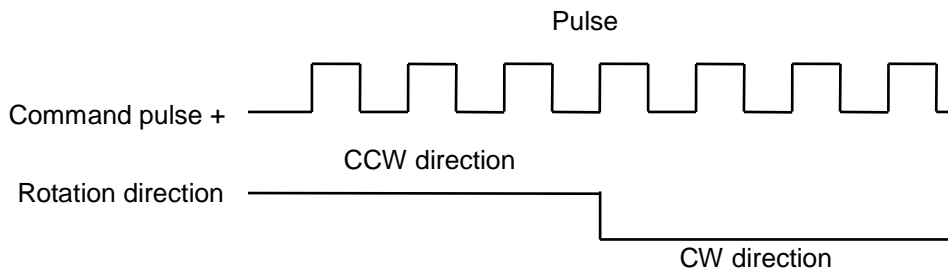 Pulse
Command pulse +
CCW direction
Rotation direction
CW direction